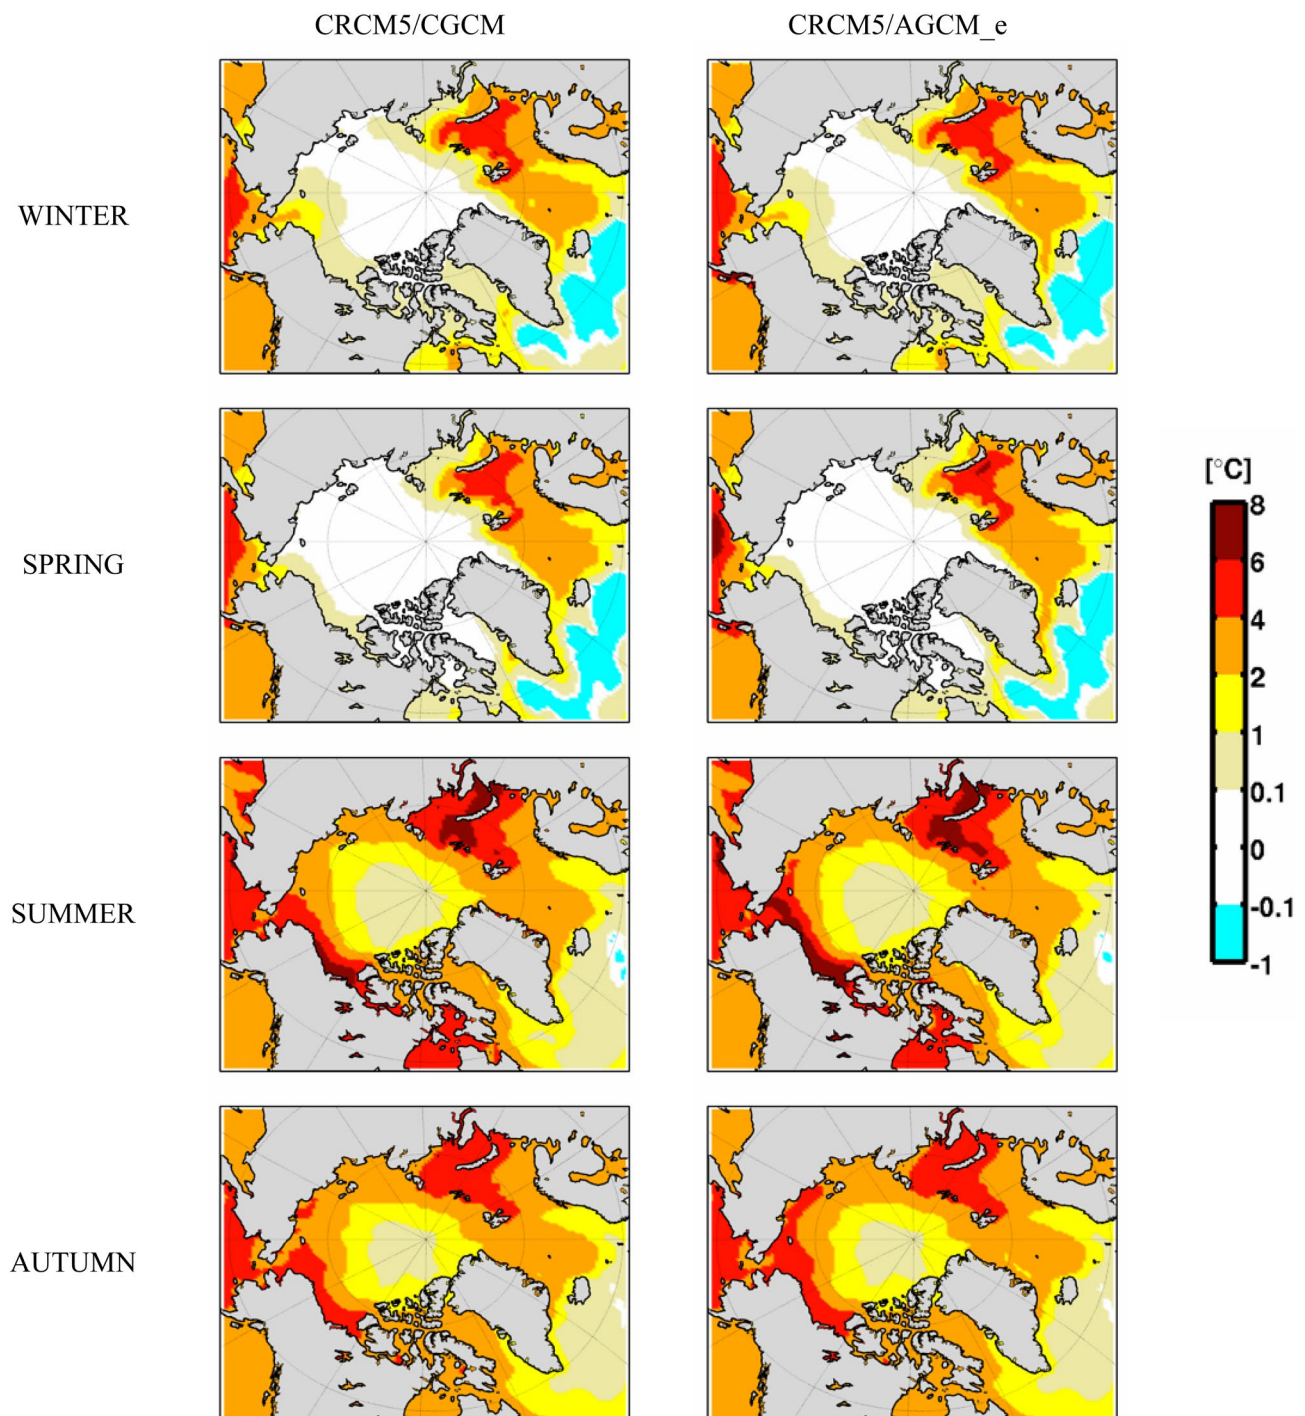 CRCM5/CGCM
CRCM5/AGCM_e
WINTER
SPRING
[°C]
8
6
4
2
1
0.1
0
-0.1
-1
SUMMER
AUTUMN